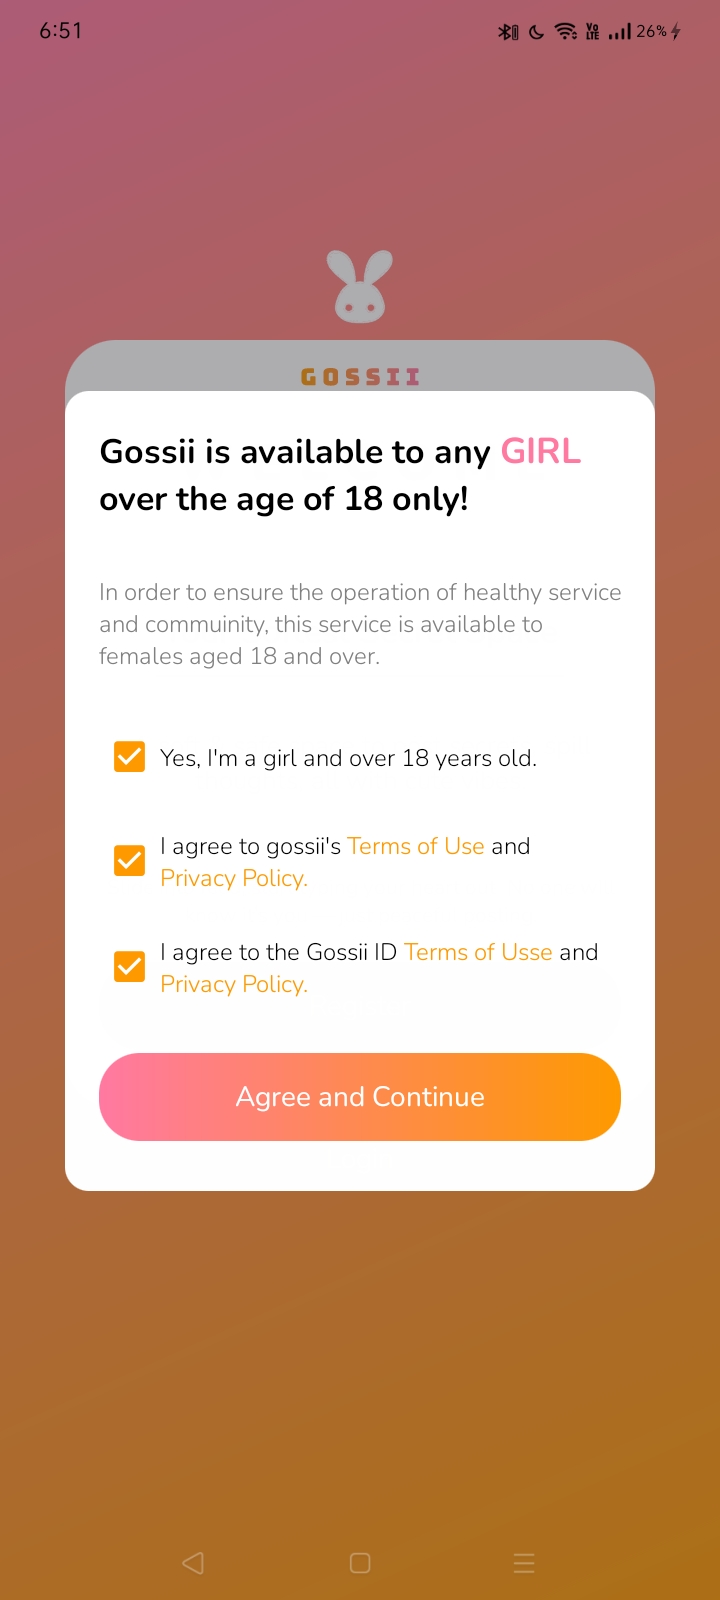 6:51
VO LTE 26%
GOSSII
Gossii is available to any GIRL
over the age of 18 only!
In order to ensure the operation of healthy service
and commuinity, this service is available to
females aged 18 and over.
Yes, I'm a girl and over 18 years old.
I agree to gossii's Terms of Use and
Privacy Policy.
I agree to the Gossii ID Terms of Usse and
Privacy Policy.
Agree and Continue